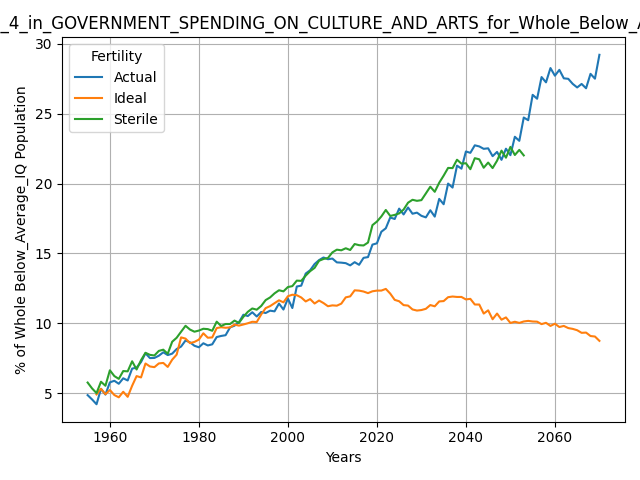 _4_in_GOVERNMENT_SPENDING_ON_CULTURE_AND_ARTS_for_Whole_Below_A
Fertility
Actual
Ideal
Sterile
% of Whole Below_Average_IQ Population
30
25
20
15
10
5
1960 1980 2000 2020 2040 2060
Years